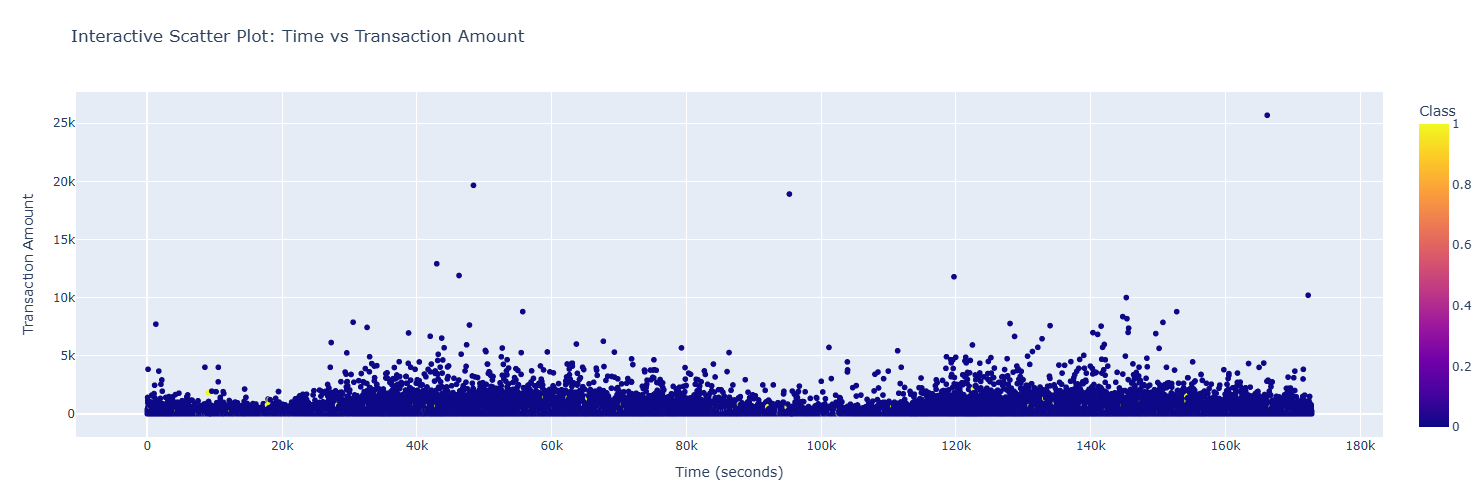 Interactive Scatter Plot: Time vs Transaction Amount
Class
25k
20k
15k
10k
5k
0
Transaction Amount
1
0.8
0.6
0.4
0.2
0
0 20k 40k 60k 80k 100k 120k 140k 160k 180k
Time (seconds)